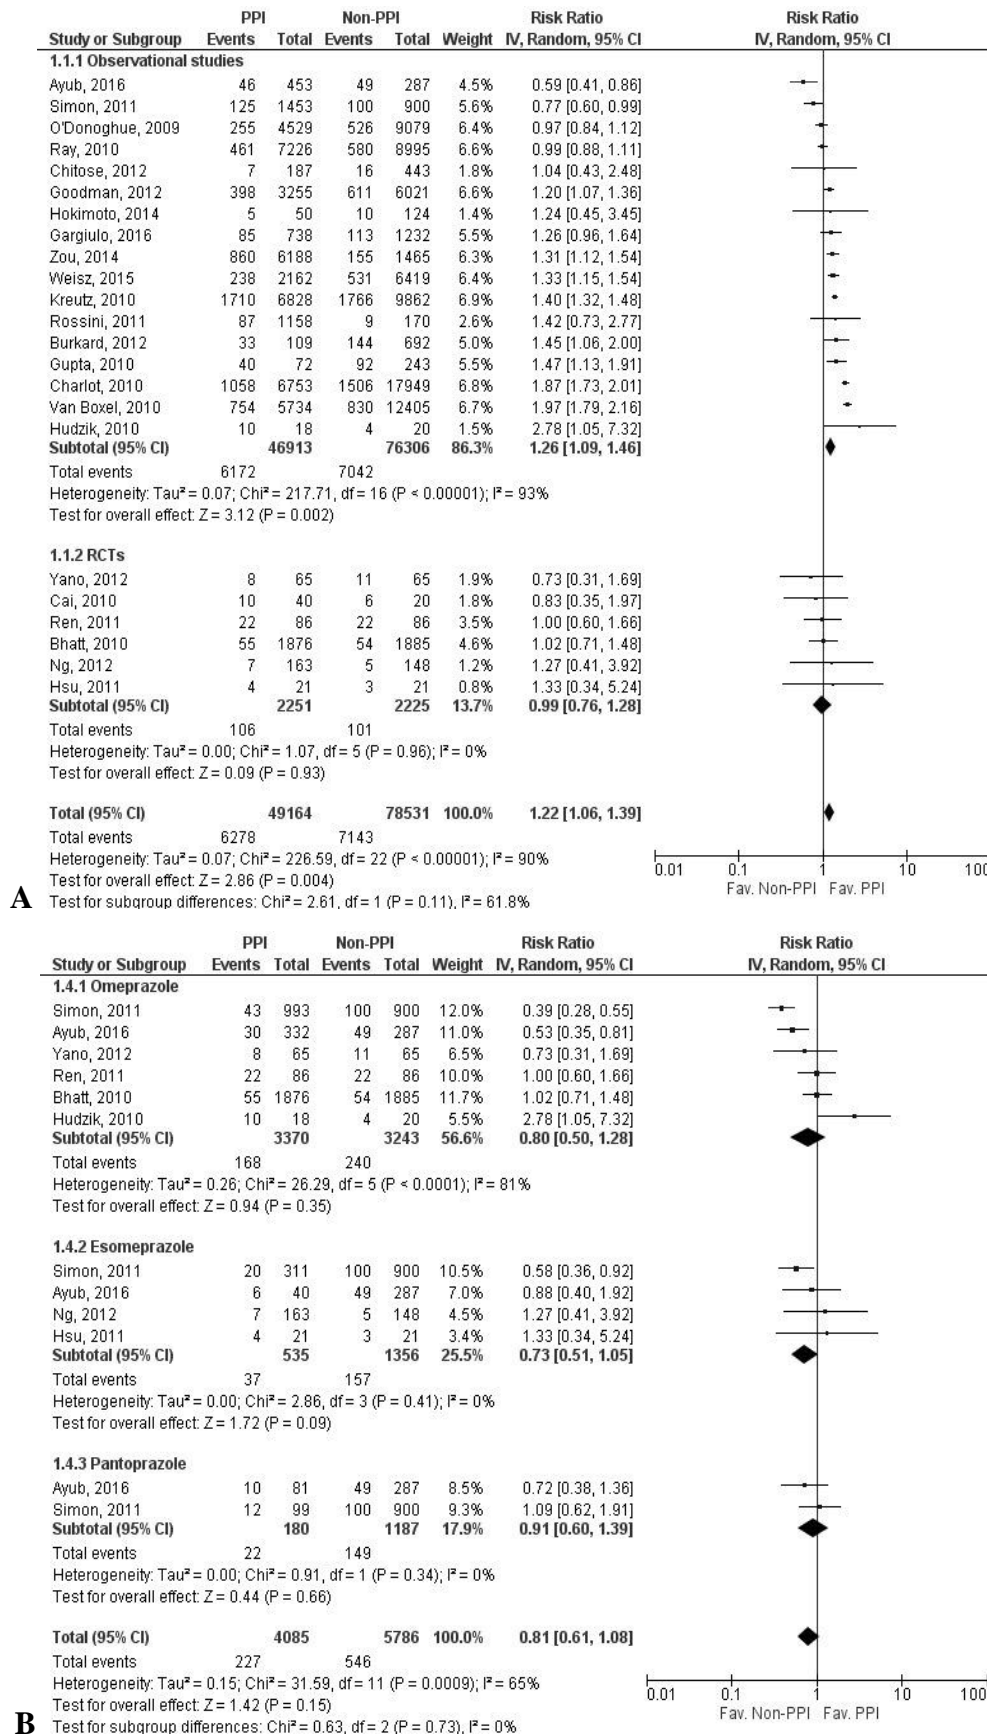 PPI Non-PPI Risk Ratio Risk Ratio
Study or Subgroup Events Total Events Total Weight IV, Random, 95% CI IV, Random, 95% CI
1.1.1 Observational studies
Ayub, 2016 46 453 49 287 4.5% 0.59 [0.41, 0.86]
Simon, 2011 125 1453 100 900 5.6% 0.77 [0.60, 0.99]
O'Donoghue, 2009 255 4529 526 9079 6.4% 0.97 [0.84, 1.12]
Ray, 2010 461 7226 580 8995 6.6% 0.99 [0.88, 1.11]
Chitose, 2012 7 187 16 443 1.8% 1.04 [0.43, 2.48]
Goodman, 2012 398 3255 611 6021 6.6% 1.20 [1.07, 1.36]
Hokimoto, 2014 5 50 10 124 1.4% 1.24 [0.45, 3.45]
Gargiulo, 2016 85 738 113 1232 5.5% 1.26 [0.96, 1.64]
Zou, 2014 860 6188 155 1465 6.3% 1.31 [1.12, 1.54]
Weisz, 2015 238 2162 531 6419 6.4% 1.33 [1.15, 1.54]
Kreutz, 2010 1710 6828 1766 9862 6.9% 1.40 [1.32, 1.48]
Rossini, 2011 87 1158 9 170 2.6% 1.42 [0.73, 2.77]
Burkard, 2012 33 109 144 692 5.0% 1.45 [1.06, 2.00]
Gupta, 2010 40 72 92 243 5.5% 1.47 [1.13, 1.91]
Charlot, 2010 1058 6753 1506 17949 6.8% 1.87 [1.73, 2.01]
Van Boxel, 2010 754 5734 830 12405 6.7% 1.97 [1.79, 2.16]
Hudzik, 2010 10 18 4 20 1.5% 2.78 [1.05, 7.32]
Subtotal (95% CI) 46913 76306 86.3% 1.26 [1.09, 1.46]
Total events 6172 7042
Heterogeneity: Tau² = 0.07; Chi² = 217.71, df = 16 (P < 0.00001); I² = 93%
Test for overall effect: Z = 3.12 (P = 0.002)
1.1.2 RCTs
Yano, 2012 8 65 11 65 1.9% 0.73 [0.31, 1.69]
Cai, 2010 10 40 6 20 1.8% 0.83 [0.35, 1.97]
Ren, 2011 22 86 22 86 3.5% 1.00 [0.60, 1.66]
Bhatt, 2010 55 1876 54 1885 4.6% 1.02 [0.71, 1.48]
Ng, 2012 7 163 5 148 1.2% 1.27 [0.41, 3.92]
Hsu, 2011 4 21 3 21 0.8% 1.33 [0.34, 5.24]
Subtotal (95% CI) 2251 2225 13.7% 0.99 [0.76, 1.28]
Total events 106 101
Heterogeneity: Tau² = 0.00; Chi² = 1.07, df = 5 (P = 0.96); I² = 0%
Test for overall effect: Z = 0.09 (P = 0.93)
Total (95% CI) 49164 78531 100.0% 1.22 [1.06, 1.39]
Total events 6278 7143
Heterogeneity: Tau² = 0.07; Chi² = 226.59, df = 22 (P < 0.00001); I² = 90%
Test for overall effect: Z = 2.86 (P = 0.004)
Test for subgroup differences: Chi² = 2.61, df = 1 (P = 0.11), I² = 61.8%
0.01 0.1 1 10 100
Fav. Non-PPI Fav. PPI
A
PPI Non-PPI Risk Ratio Risk Ratio
Study or Subgroup Events Total Events Total Weight IV, Random, 95% CI IV, Random, 95% CI
1.4.1 Omeprazole
Simon, 2011 43 993 100 900 12.0% 0.39 [0.28, 0.55]
Ayub, 2016 30 332 49 287 11.0% 0.53 [0.35, 0.81]
Yano, 2012 8 65 11 65 6.5% 0.73 [0.31, 1.69]
Ren, 2011 22 86 22 86 10.0% 1.00 [0.60, 1.66]
Bhatt, 2010 55 1876 54 1885 11.7% 1.02 [0.71, 1.48]
Hudzik, 2010 10 18 4 20 5.5% 2.78 [1.05, 7.32]
Subtotal (95% CI) 3370 3243 56.6% 0.80 [0.50, 1.28]
Total events 168 240
Heterogeneity: Tau² = 0.26; Chi² = 26.29, df = 5 (P < 0.0001); I² = 81%
Test for overall effect: Z = 0.94 (P = 0.35)
1.4.2 Esomeprazole
Simon, 2011 20 311 100 900 10.5% 0.58 [0.36, 0.92]
Ayub, 2016 6 40 49 287 7.0% 0.88 [0.40, 1.92]
Ng, 2012 7 163 5 148 4.5% 1.27 [0.41, 3.92]
Hsu, 2011 4 21 3 21 3.4% 1.33 [0.34, 5.24]
Subtotal (95% CI) 535 1356 25.5% 0.73 [0.51, 1.05]
Total events 37 157
Heterogeneity: Tau² = 0.00; Chi² = 2.86, df = 3 (P = 0.41); I² = 0%
Test for overall effect: Z = 1.72 (P = 0.09)
1.4.3 Pantoprazole
Ayub, 2016 10 81 49 287 8.5% 0.72 [0.38, 1.36]
Simon, 2011 12 99 100 900 9.3% 1.09 [0.62, 1.91]
Subtotal (95% CI) 180 1187 17.9% 0.91 [0.60, 1.39]
Total events 22 149
Heterogeneity: Tau² = 0.00; Chi² = 0.91, df = 1 (P = 0.34); I² = 0%
Test for overall effect: Z = 0.44 (P = 0.66)
Total (95% CI) 4085 5786 100.0% 0.81 [0.61, 1.08]
Total events 227 546
Heterogeneity: Tau² = 0.15; Chi² = 31.59, df = 11 (P = 0.0009); I² = 65%
Test for overall effect: Z = 1.42 (P = 0.15)
Test for subgroup differences: Chi² = 0.63, df = 2 (P = 0.73), I² = 0%
0.01 0.1 1 10 100
Fav. Non-PPI Fav. PPI
B